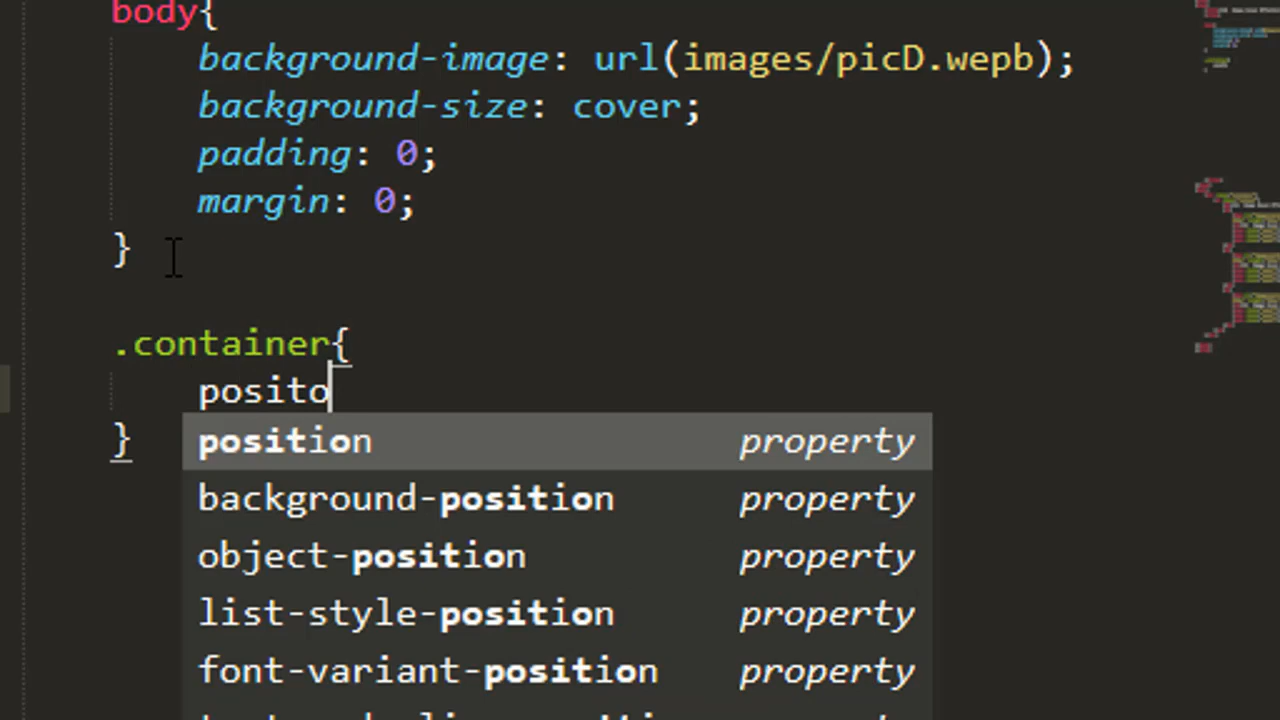 body{
background-image: url(images/picD.wepb);
background-size: cover;
padding: 0;
margin: 0;
}
.container{
posito
}
position property
background-position property
object-position property
list-style-position property
font-variant-position property